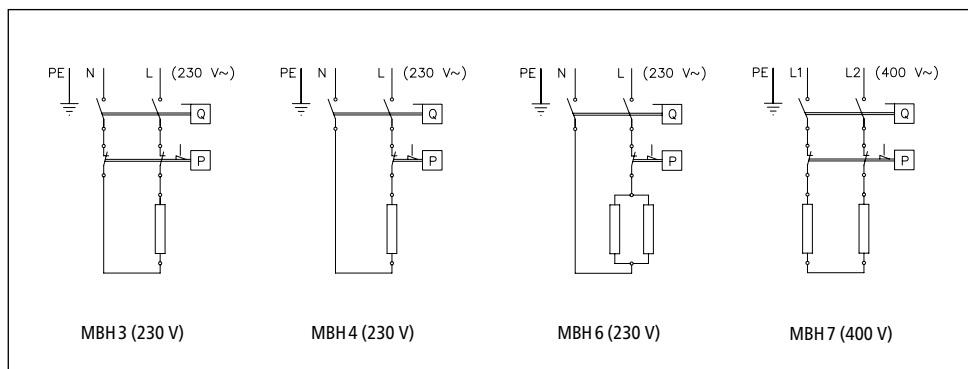 PE N L (230 V~)
Q
P
MBH 3 (230 V)
PE N L (230 V~)
Q
P
MBH 4 (230 V)
PE N L (230 V~)
Q
P
MBH 6 (230 V)
PE L1 L2 (400 V~)
Q
P
MBH 7 (400 V)